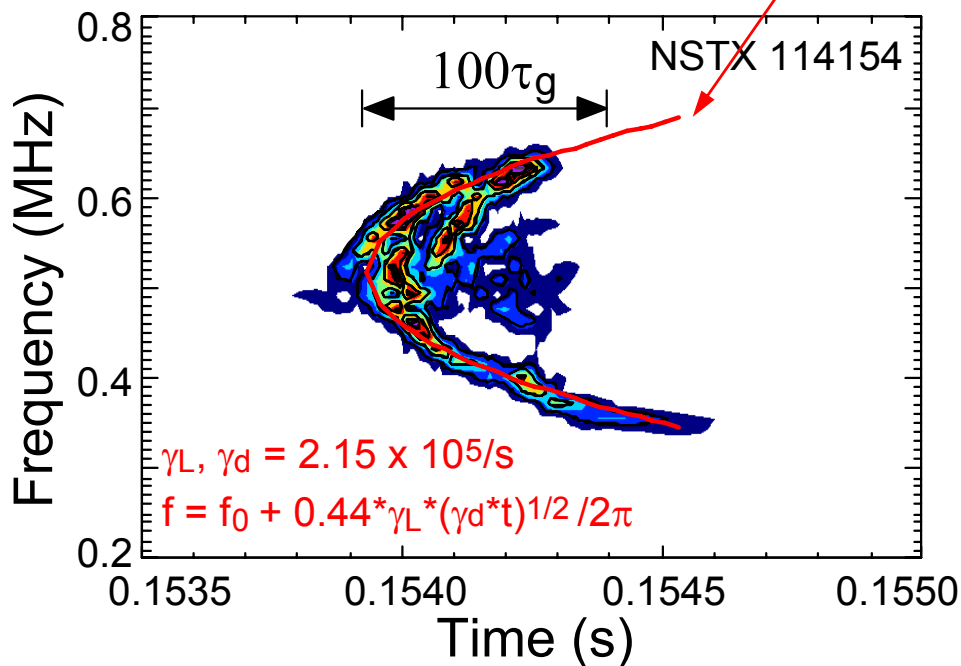 0.8
NSTX 114154
100τg
0.6
Frequency (MHz)
0.4
γL, γd = 2.15 x 10⁵/s
f = f₀ + 0.44*γL*(γd*t)¹/²/2π
0.2
0.1535 0.1540 0.1545 0.1550
Time (s)